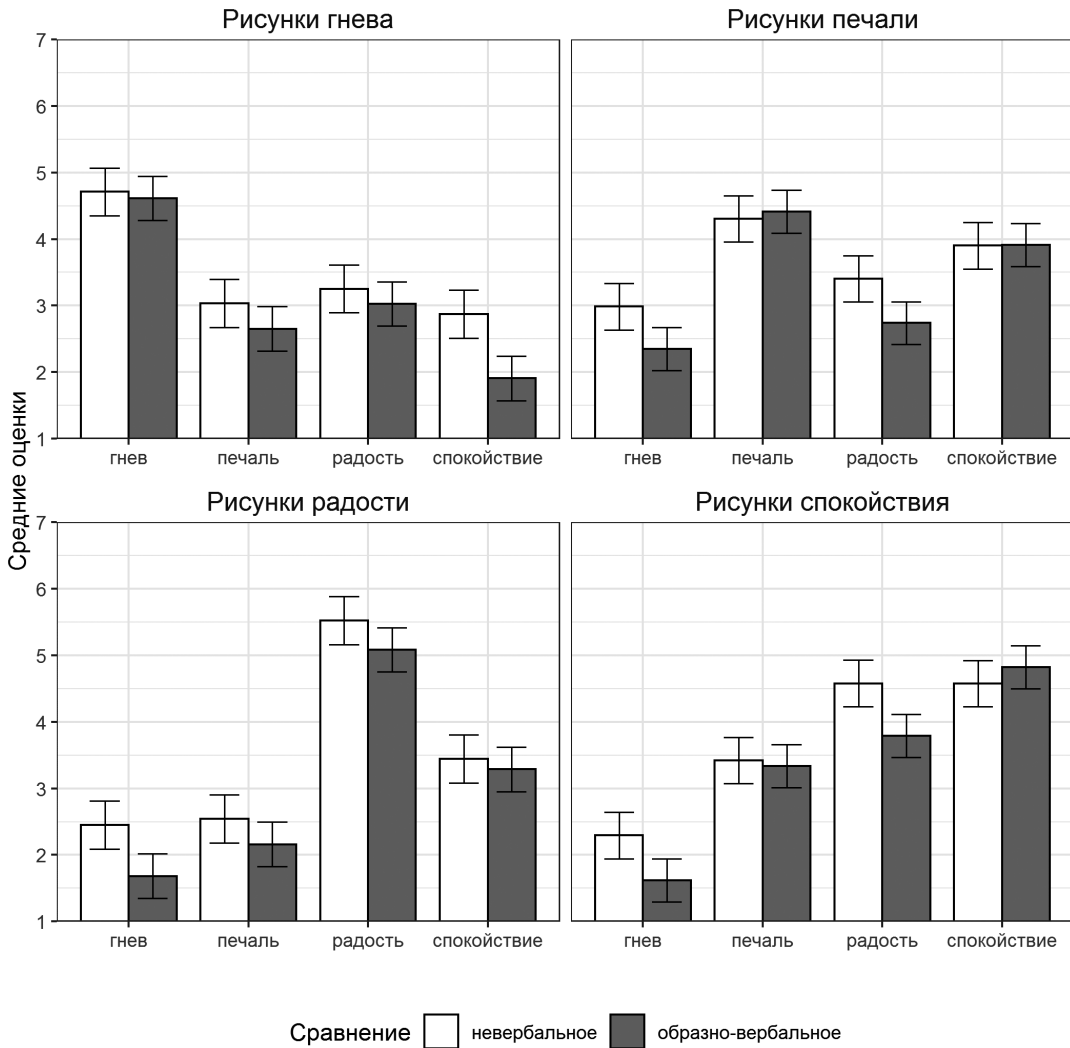 Рисунки гнева
Рисунки печали
7
6
5
4
3
2
1
гнев
печаль
радость
спокойствие
гнев
печаль
радость
спокойствие
Средние оценки
Рисунки радости
Рисунки спокойствия
7
6
5
4
3
2
1
гнев
печаль
радость
спокойствие
гнев
печаль
радость
спокойствие
Сравнение
невербальное
образно-вербальное